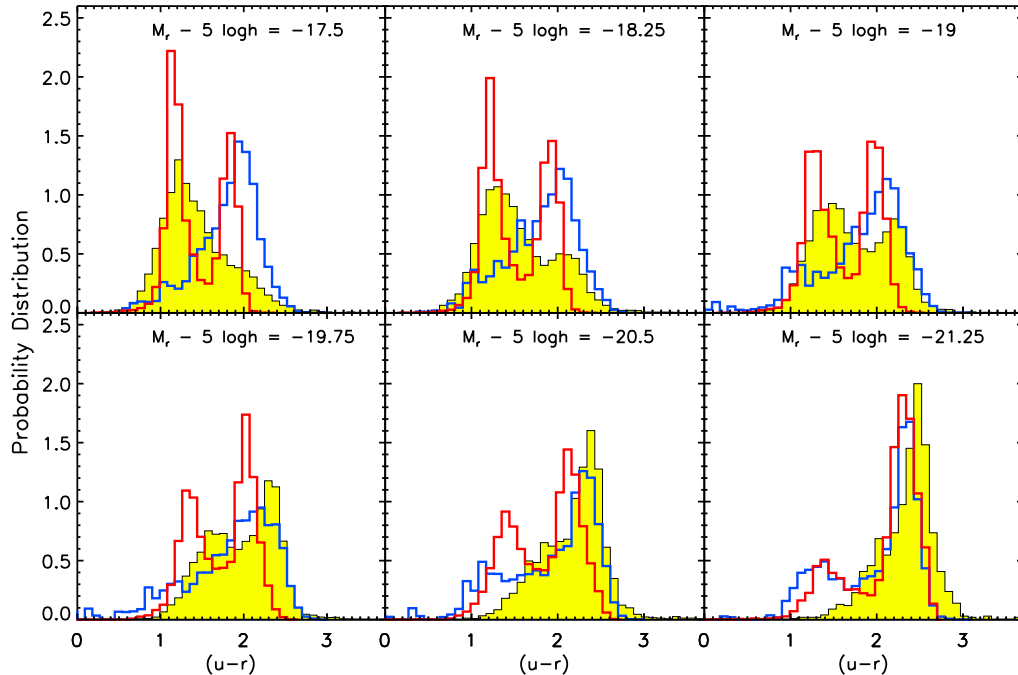 M_r − 5 logh = −17.5
M_r − 5 logh = −18.25
M_r − 5 logh = −19
2.5
2.0
1.5
1.0
0.5
0.0
M_r − 5 logh = −19.75
M_r − 5 logh = −20.5
M_r − 5 logh = −21.25
2.5
2.0
1.5
1.0
0.5
0.0
Probability Distribution
0 1 2 3 0 1 2 3 0 1 2 3
(u−r) (u−r) (u−r)